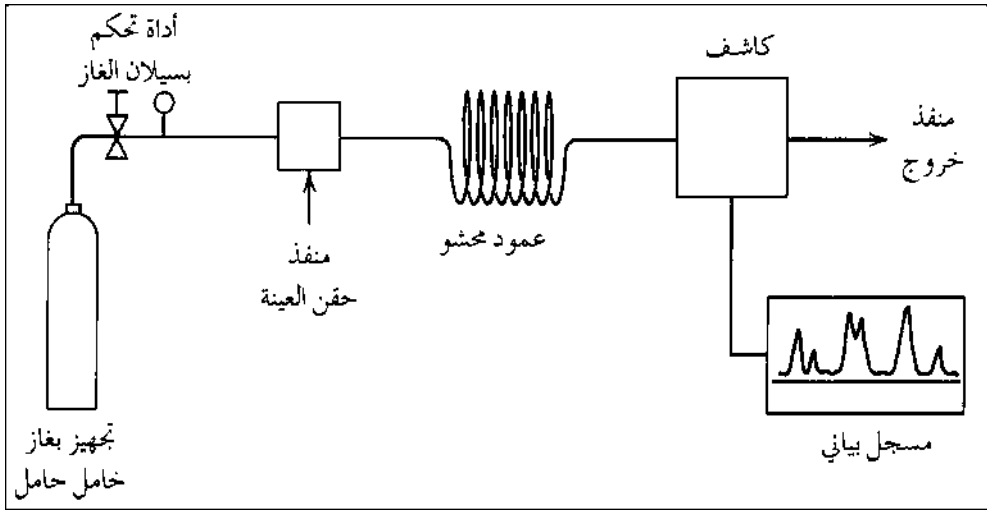 أداة تحكم
بسيلان الغاز
كاشف
منفذ
خروج
عمود محشو
منفذ
حقن العينة
مسجل بياني
تجهيز بغاز
خامل حامل